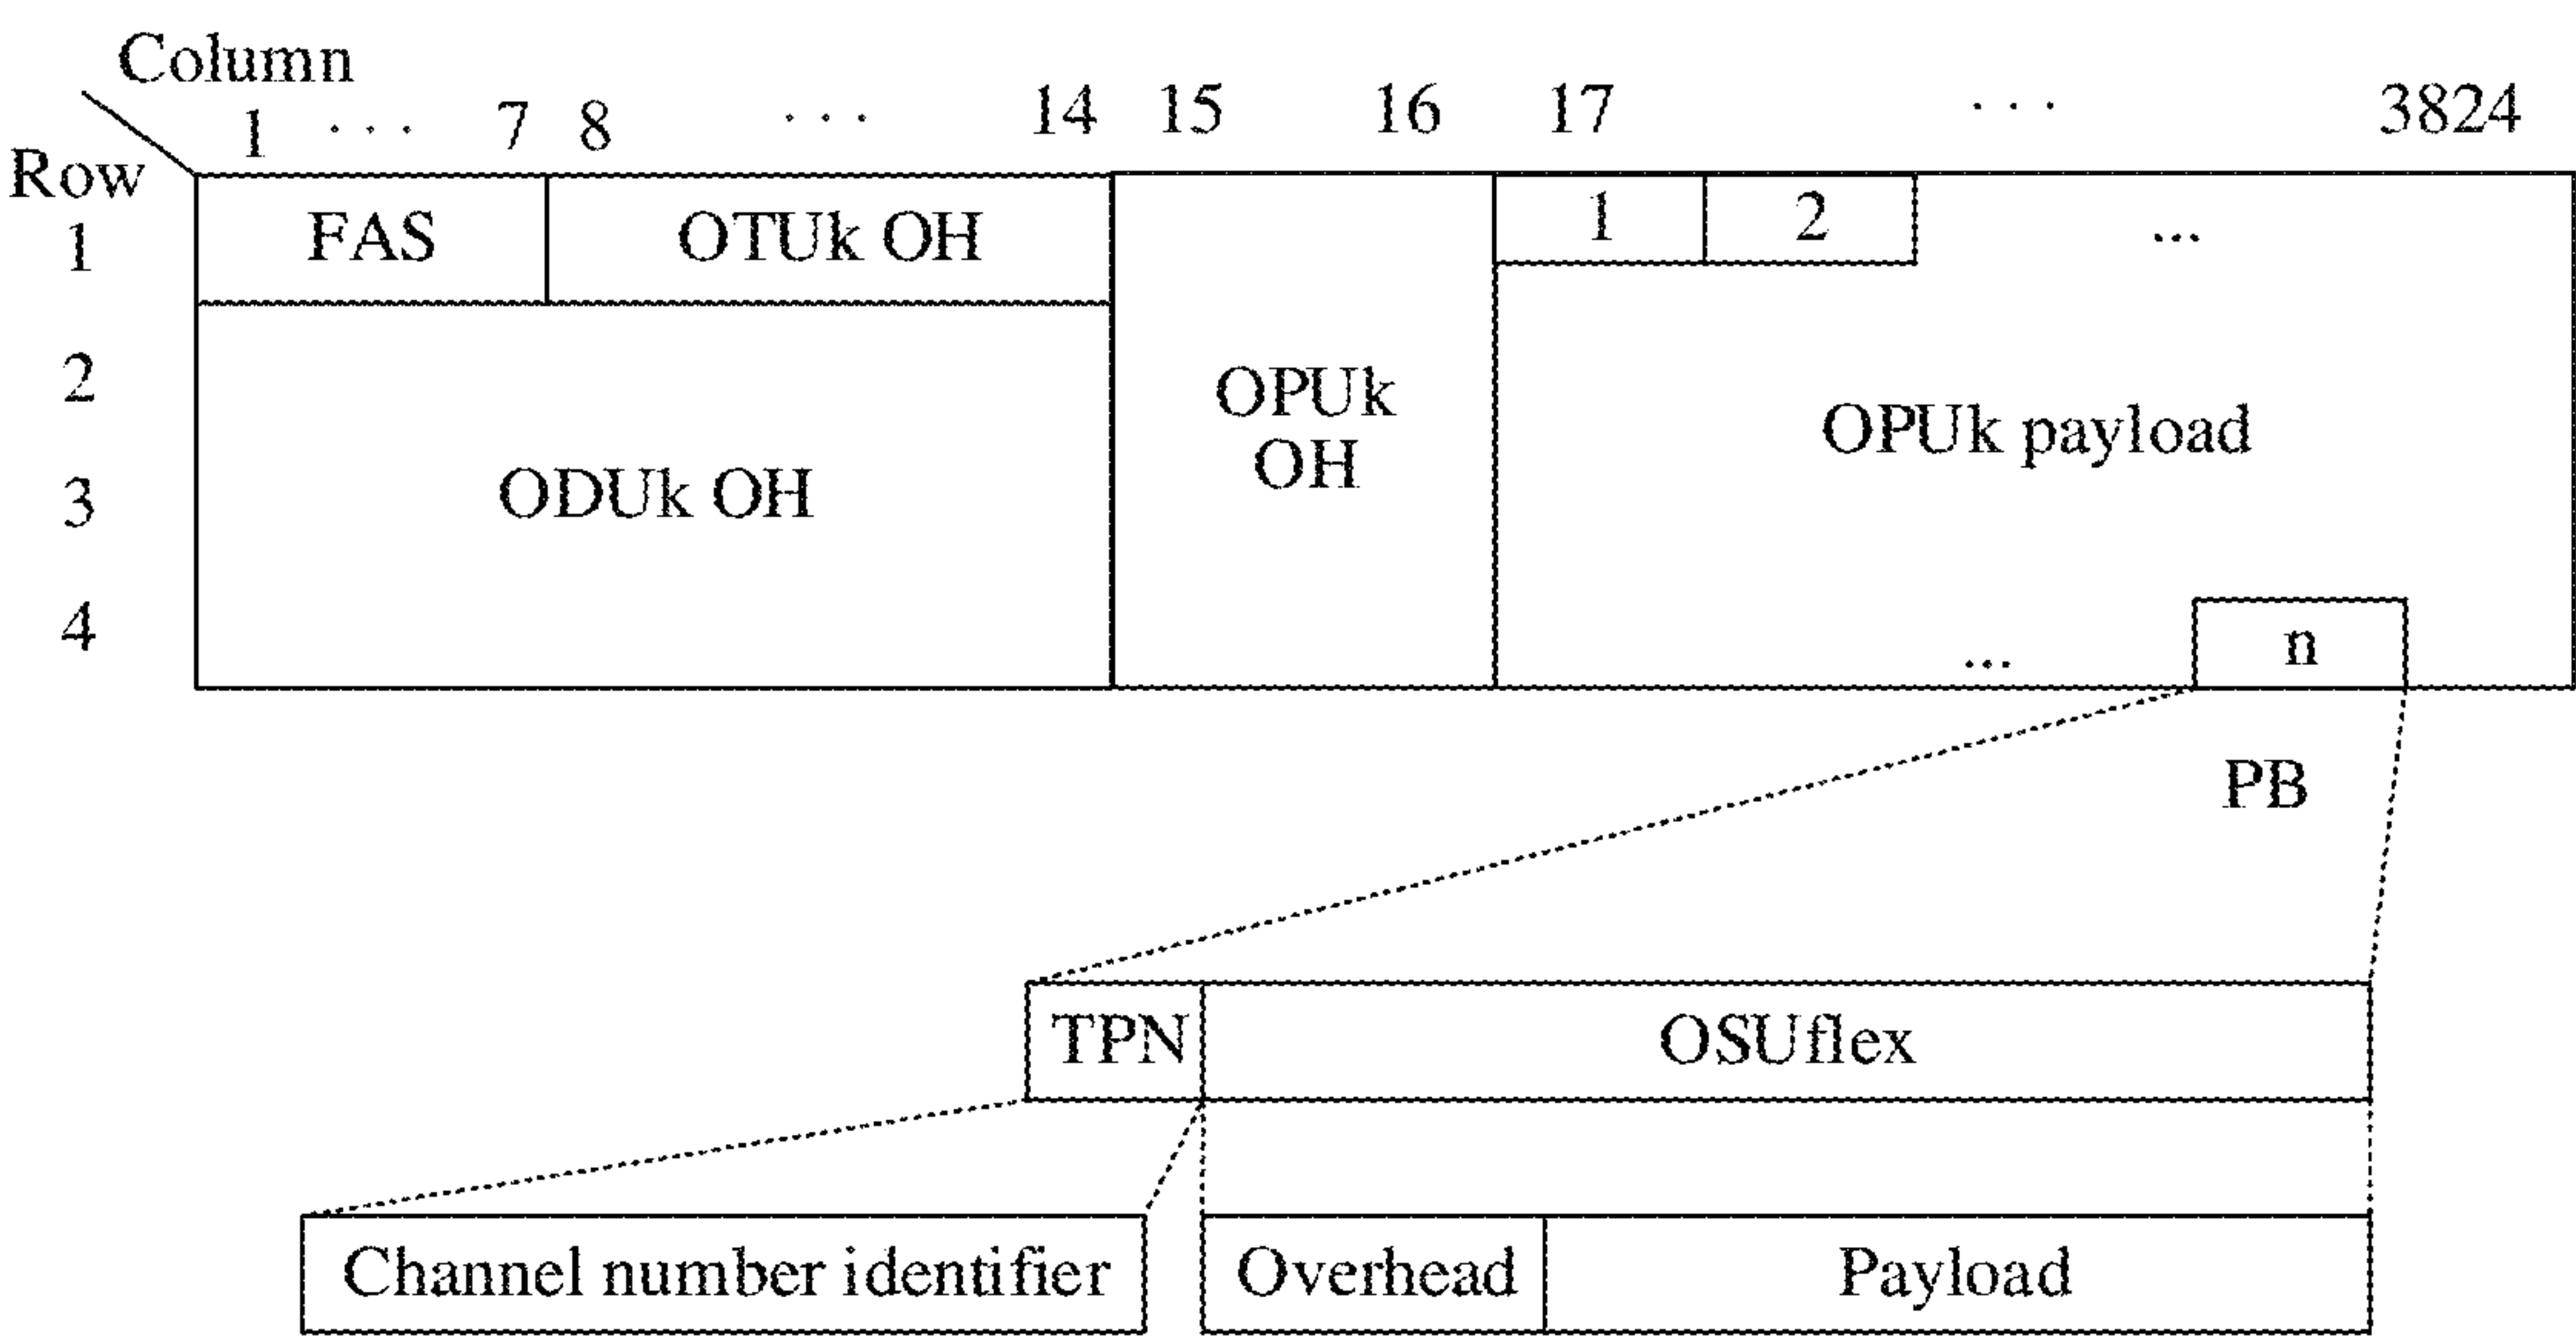 Column
1 ... 7 8 ... 14 15 16 17 ... 3824
Row
1 FAS OTUk OH 1 2 ...
2
3
4
ODUk OH
OPUk
OH
OPUk payload
... n
PB
TPN OSUflex
Channel number identifier Overhead Payload